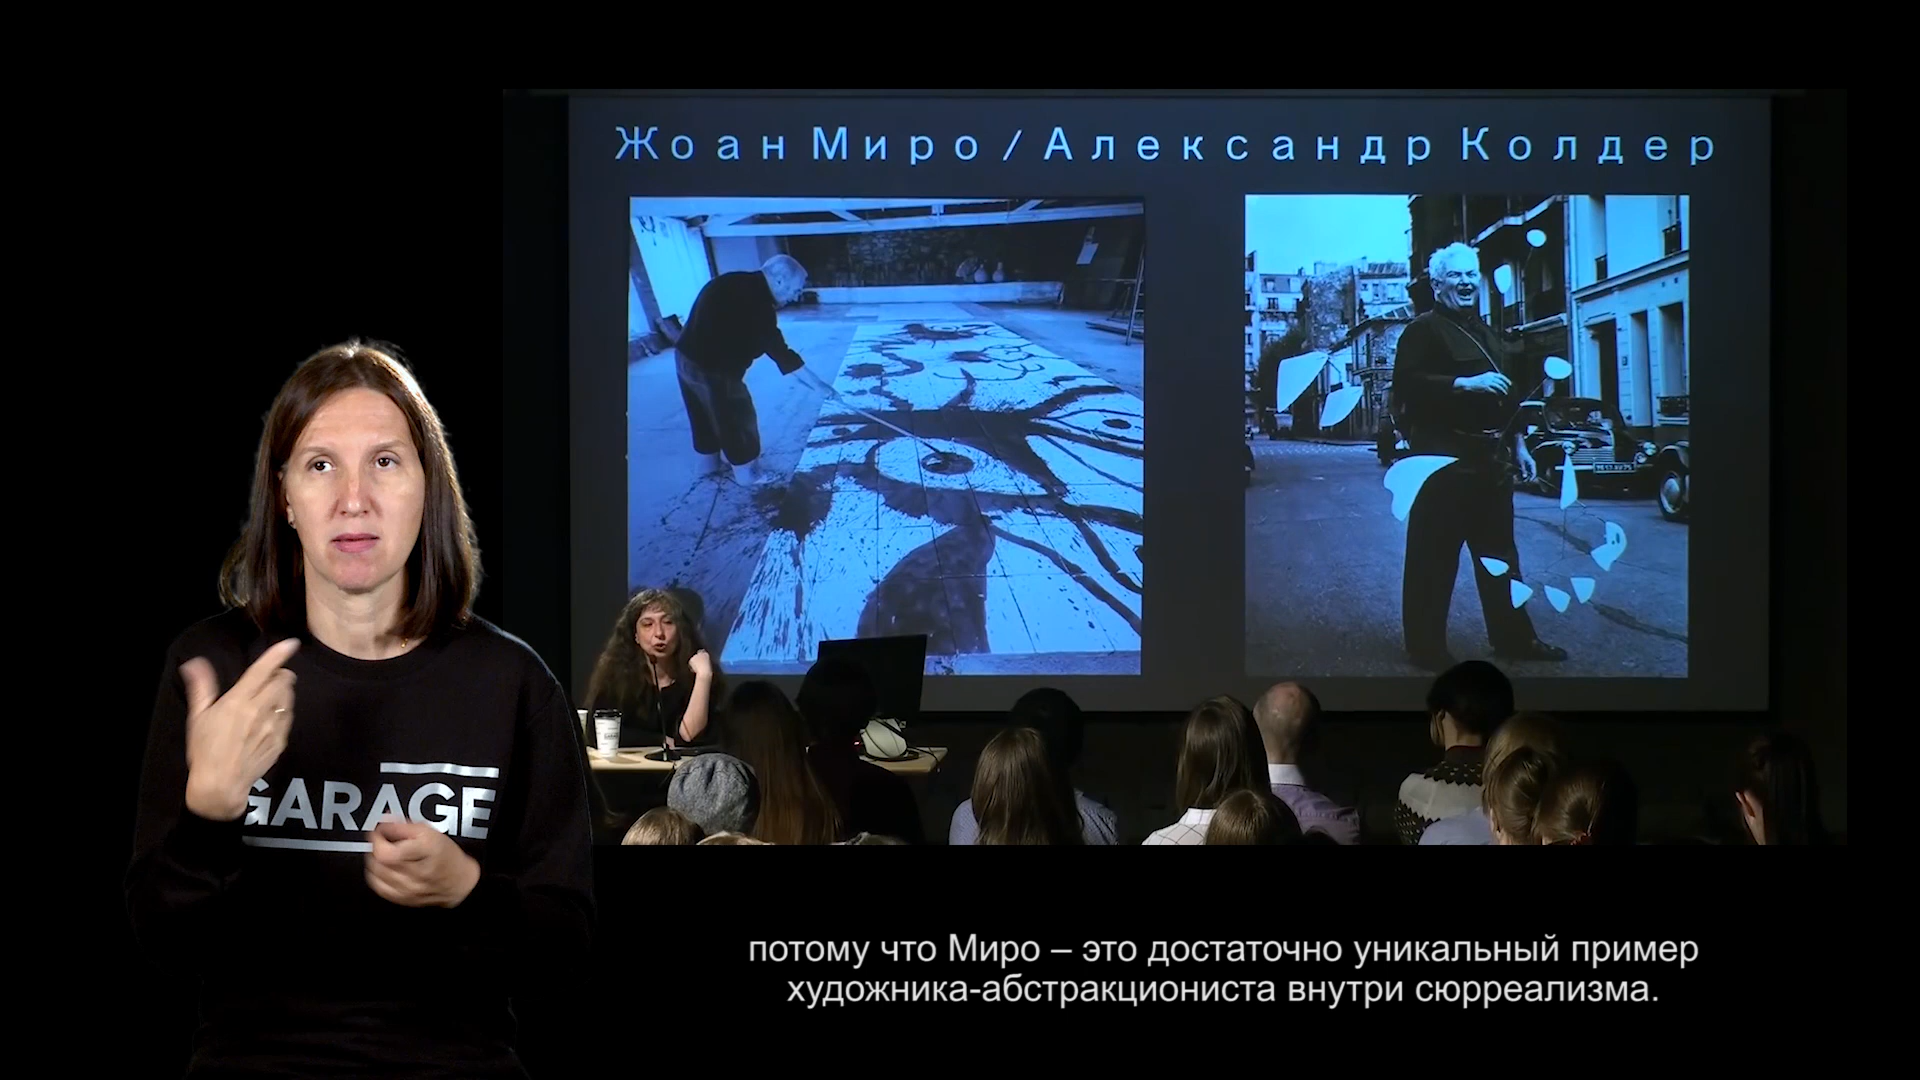 Жоан Миро / Александр Колдер
GARAGE
потому что Миро – это достаточно уникальный пример
художника-абстракциониста внутри сюрреализма.